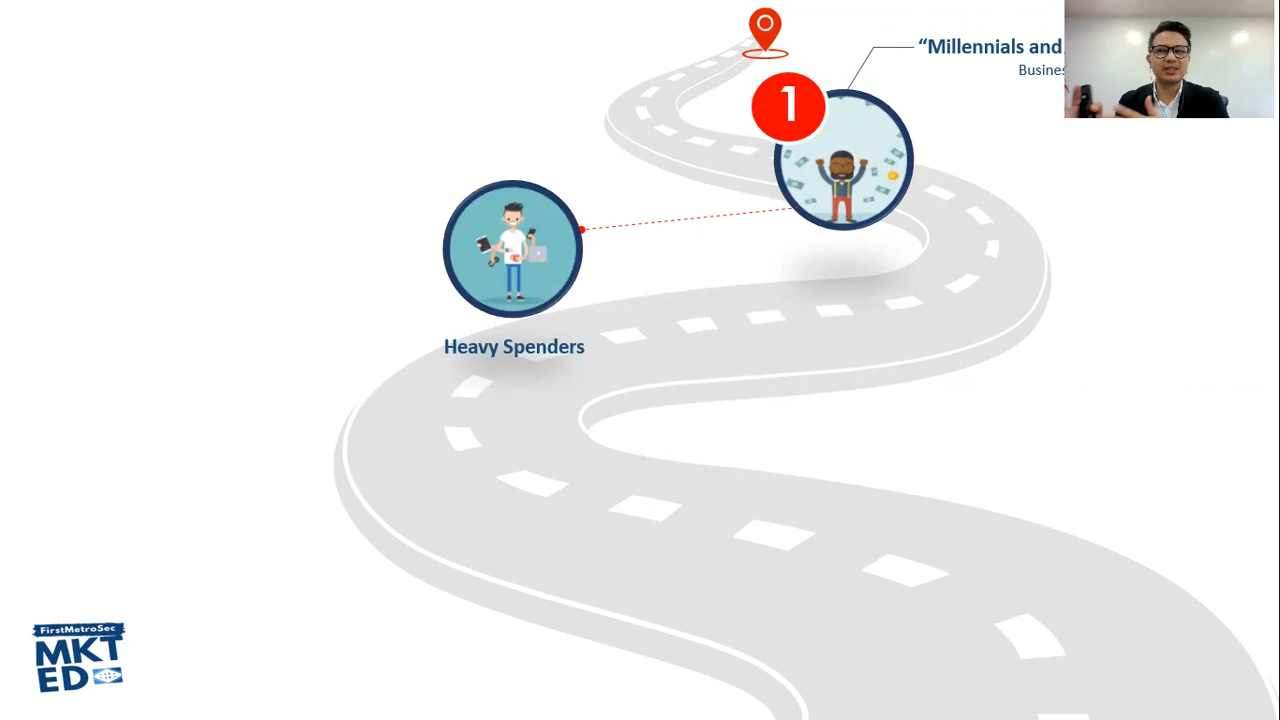 “Millennials and
Busines
1
Heavy Spenders
FirstMetroSec
MKT
ED